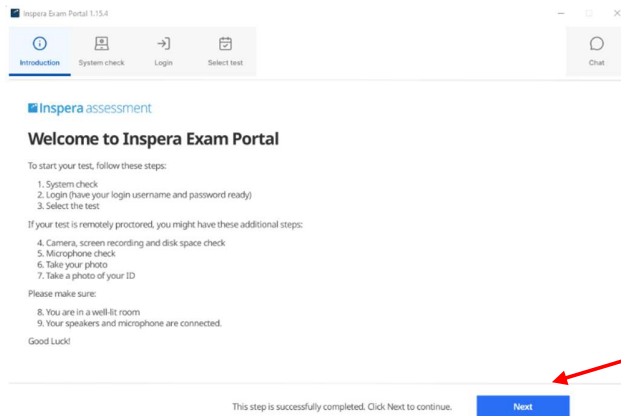 Inspera Exam Portal 1.15.4
Introduction
System check
Login
Select test
Chat
Inspera assessment
Welcome to Inspera Exam Portal
To start your test, follow these steps:
1. System check
2. Login (have your login username and password ready)
3. Select the test
If your test is remotely proctored, you might have these additional steps:
4. Camera, screen recording and disk space check
5. Microphone check
6. Take your photo
7. Take a photo of your ID
Please make sure:
8. You are in a well-lit room
9. Your speakers and microphone are connected.
Good Luck!
This step is successfully completed. Click Next to continue.
Next